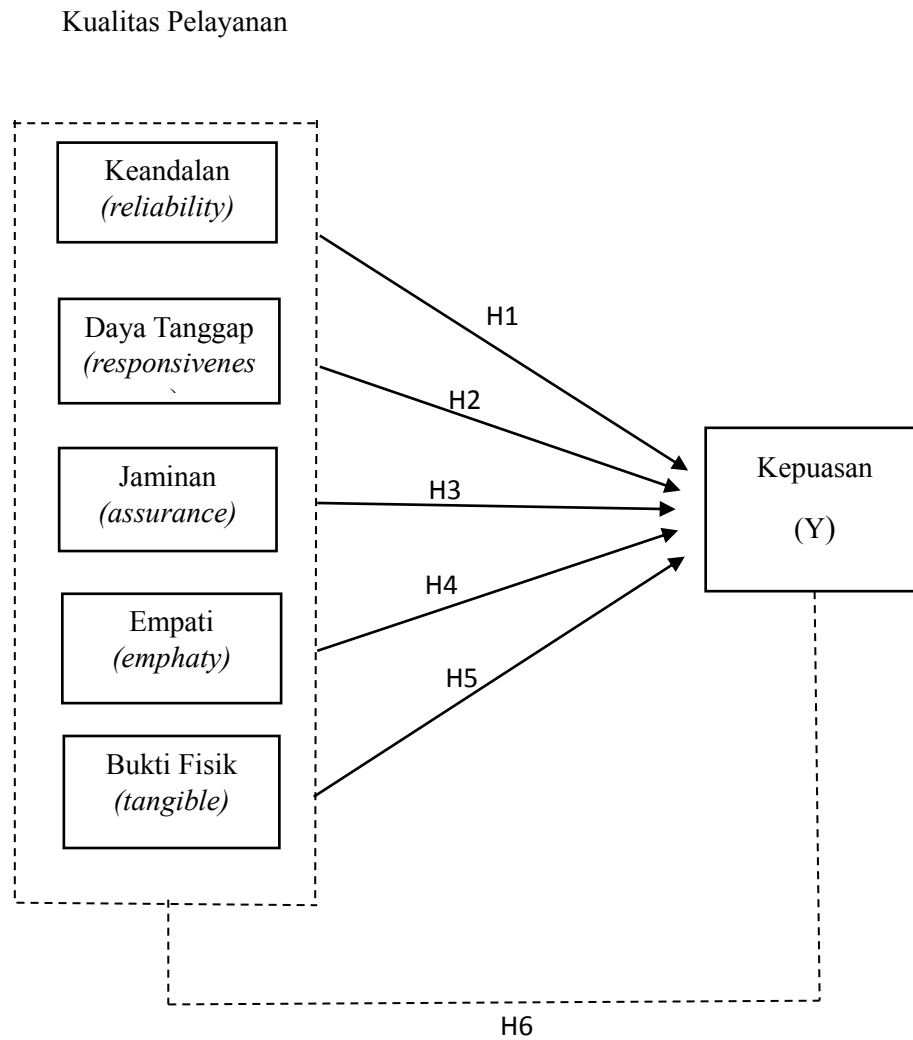 Kualitas Pelayanan
Keandalan
(reliability)
Daya Tanggap
(responsivenes
Jaminan
(assurance)
Empati
(emphaty)
Bukti Fisik
(tangible)
H1
H2
H3
H4
H5
Kepuasan
(Y)
H6